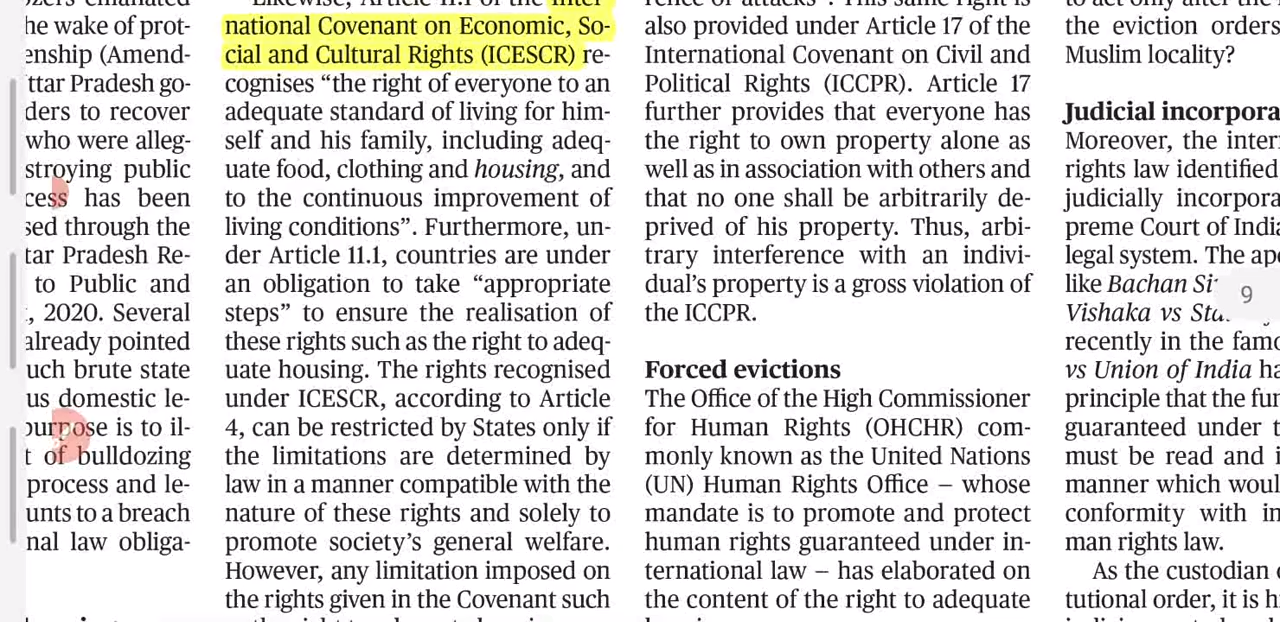 he wake of prot-
enship (Amend-
ttar Pradesh go-
ders to recover
who were alleg-
stroying public
cess has been
sed through the
tar Pradesh Re-
to Public and
, 2020. Several
already pointed
uch brute state
us domestic le-
purpose is to il-
t of bulldozing
process and le-
unts to a breach
nal law obliga-
national Covenant on Economic, So-
cial and Cultural Rights (ICESCR) re-
cognises “the right of everyone to an
adequate standard of living for him-
self and his family, including adeq-
uate food, clothing and housing, and
to the continuous improvement of
living conditions”. Furthermore, un-
der Article 11.1, countries are under
an obligation to take “appropriate
steps” to ensure the realisation of
these rights such as the right to adeq-
uate housing. The rights recognised
under ICESCR, according to Article
4, can be restricted by States only if
the limitations are determined by
law in a manner compatible with the
nature of these rights and solely to
promote society’s general welfare.
However, any limitation imposed on
the rights given in the Covenant such
also provided under Article 17 of the
International Covenant on Civil and
Political Rights (ICCPR). Article 17
further provides that everyone has
the right to own property alone as
well as in association with others and
that no one shall be arbitrarily de-
prived of his property. Thus, arbi-
trary interference with an indivi-
dual’s property is a gross violation of
the ICCPR.
Forced evictions
The Office of the High Commissioner
for Human Rights (OHCHR) com-
monly known as the United Nations
(UN) Human Rights Office – whose
mandate is to promote and protect
human rights guaranteed under in-
ternational law – has elaborated on
the content of the right to adequate
the eviction orders
Muslim locality?
Judicial incorpora
Moreover, the inter
rights law identified
judicially incorpora
preme Court of India
legal system. The ape
like Bachan Si
9
Vishaka vs Sta
recently in the famo
vs Union of India ha
principle that the fun
guaranteed under t
must be read and i
manner which woul
conformity with in
man rights law.
As the custodian
tutional order, it is h